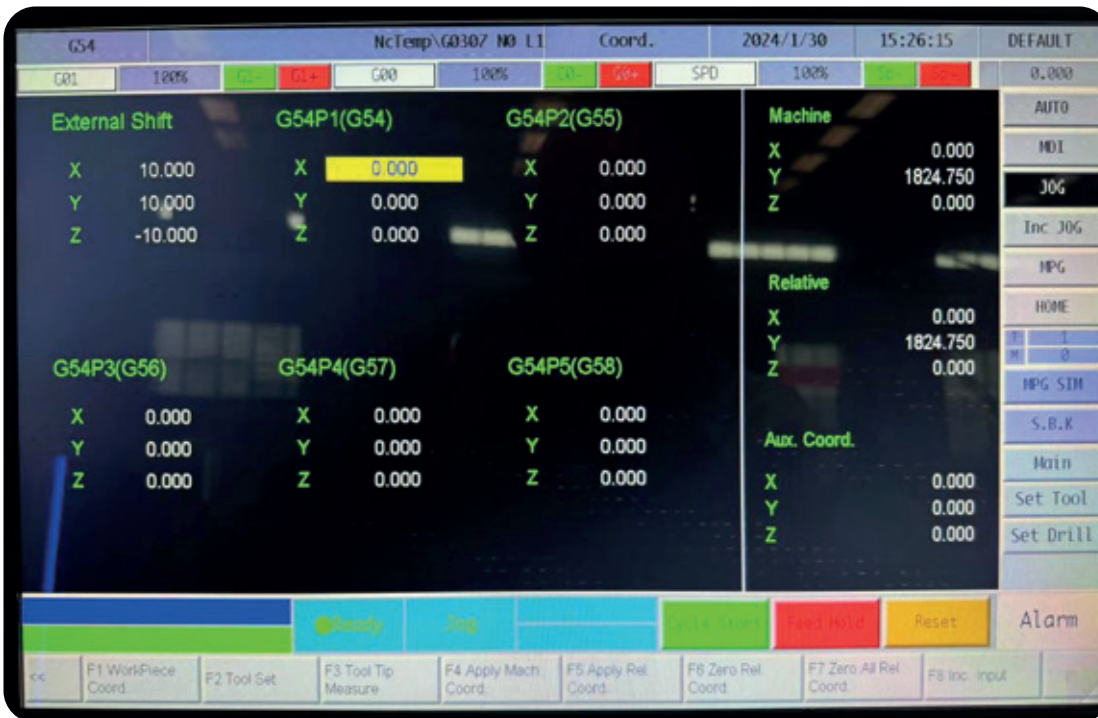 G54 NcTemp\G0307 N0 L1 Coord. 2024/1/30 15:26:15 DEFAULT
G01 100% G1- G1+ G00 100% G0- G0+ SPD 100% Sp- Sp+ 0.000
External Shift
X 10.000
Y 10.000
Z -10.000
G54P1(G54)
X 0.000
Y 0.000
Z 0.000
G54P2(G55)
X 0.000
Y 0.000
Z 0.000
G54P3(G56)
X 0.000
Y 0.000
Z 0.000
G54P4(G57)
X 0.000
Y 0.000
Z 0.000
G54P5(G58)
X 0.000
Y 0.000
Z 0.000
Machine
X 0.000
Y 1824.750
Z 0.000
Relative
X 0.000
Y 1824.750
Z 0.000
Aux. Coord.
X 0.000
Y 0.000
Z 0.000
AUTO
MDI
JOG
Inc JOG
MPG
HOME
T 1
M 0
MPG SIM
S.B.K
Main
Set Tool
Set Drill
Ready Jog Cycle Start Feed Hold Reset Alarm
<<
F1 WorkPiece
Coord.
F2 Tool Set
F3 Tool Tip
Measure
F4 Apply Mach.
Coord.
F5 Apply Rel.
Coord.
F6 Zero Rel.
Coord.
F7 Zero All Rel.
Coord.
F8 Inc. Input